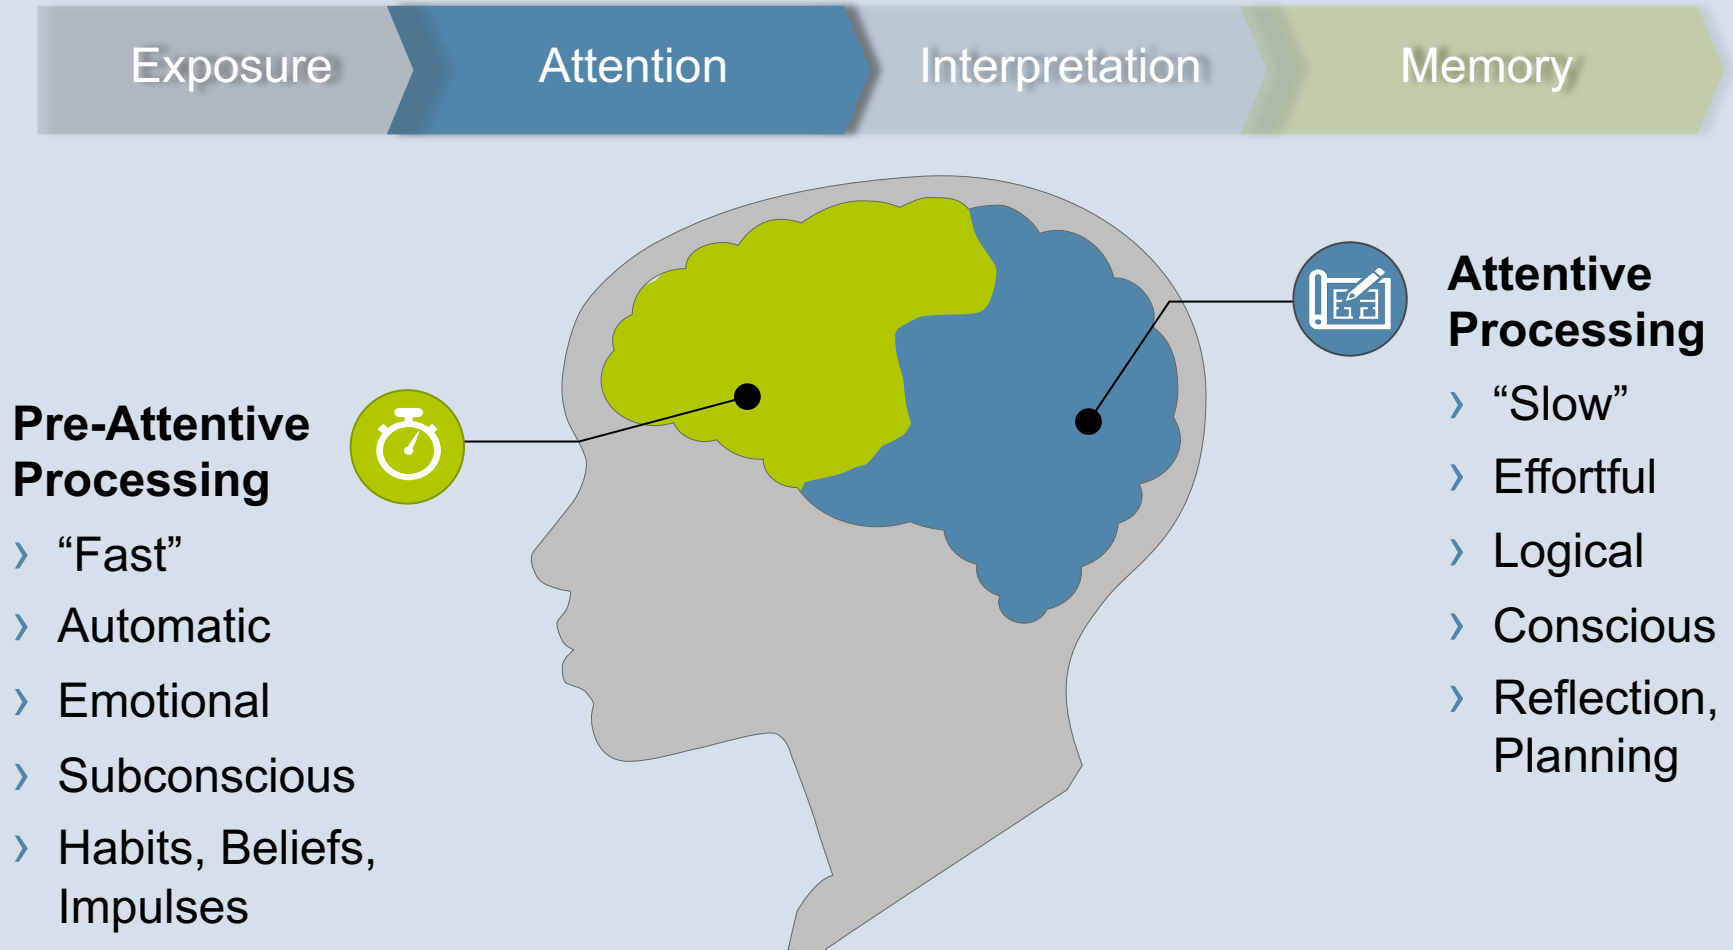 Exposure
Attention
Interpretation
Memory
Pre-Attentive
Processing
› “Fast”
› Automatic
› Emotional
› Subconscious
› Habits, Beliefs,
Impulses
Attentive
Processing
› “Slow”
› Effortful
› Logical
› Conscious
› Reflection,
Planning